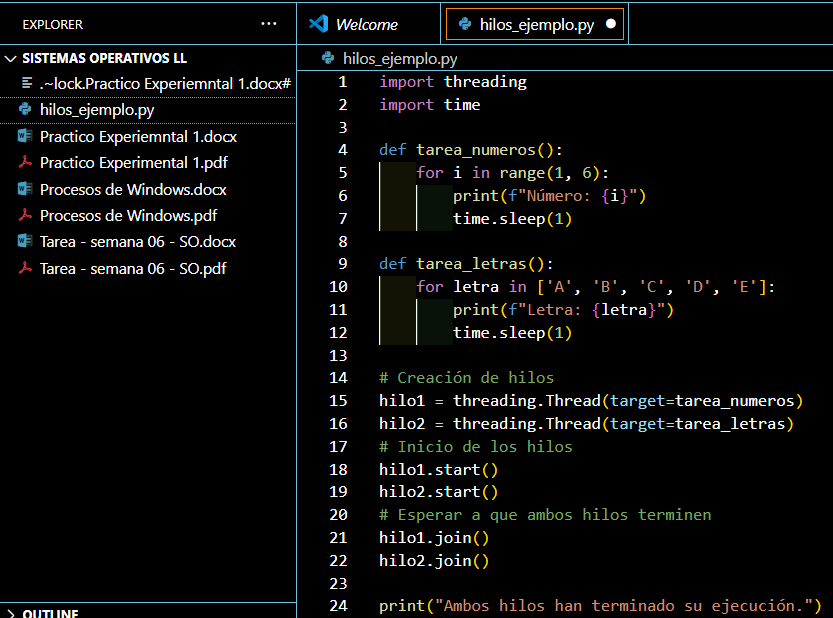 EXPLORER
...
SISTEMAS OPERATIVOS LL
.~lock.Practico Experiemntal 1.docx#
hilos_ejemplo.py
Practico Experiemntal 1.docx
Practico Experimental 1.pdf
Procesos de Windows.docx
Procesos de Windows.pdf
Tarea - semana 06 - SO.docx
Tarea - semana 06 - SO.pdf
OUTLINE
Welcome
hilos_ejemplo.py
hilos_ejemplo.py
1 import threading
2 import time
3
4 def tarea_numeros():
5     for i in range(1, 6):
6         print(f"Número: {i}")
7         time.sleep(1)
8
9 def tarea_letras():
10     for letra in ['A', 'B', 'C', 'D', 'E']:
11         print(f"Letra: {letra}")
12         time.sleep(1)
13
14 # Creación de hilos
15 hilo1 = threading.Thread(target=tarea_numeros)
16 hilo2 = threading.Thread(target=tarea_letras)
17 # Inicio de los hilos
18 hilo1.start()
19 hilo2.start()
20 # Esperar a que ambos hilos terminen
21 hilo1.join()
22 hilo2.join()
23
24 print("Ambos hilos han terminado su ejecución.")